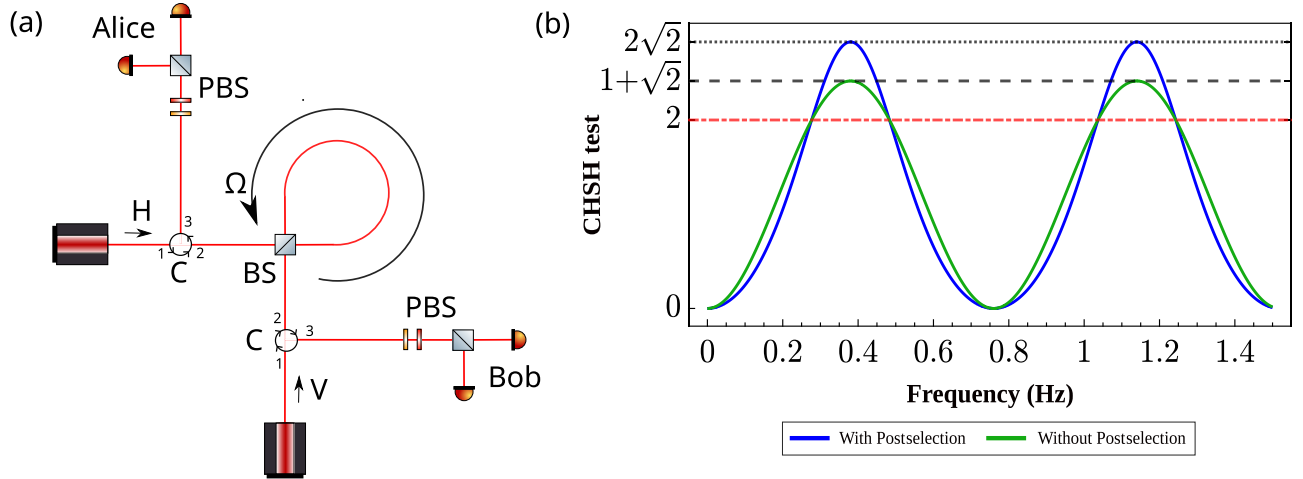 (a)
Alice
PBS
Ω
H
3
1
2
C
BS
PBS
2
3
C
1
Bob
V
(b)
2√2
1+√2
2
0
CHSH test
0 0.2 0.4 0.6 0.8 1 1.2 1.4
Frequency (Hz)
With Postselection Without Postselection